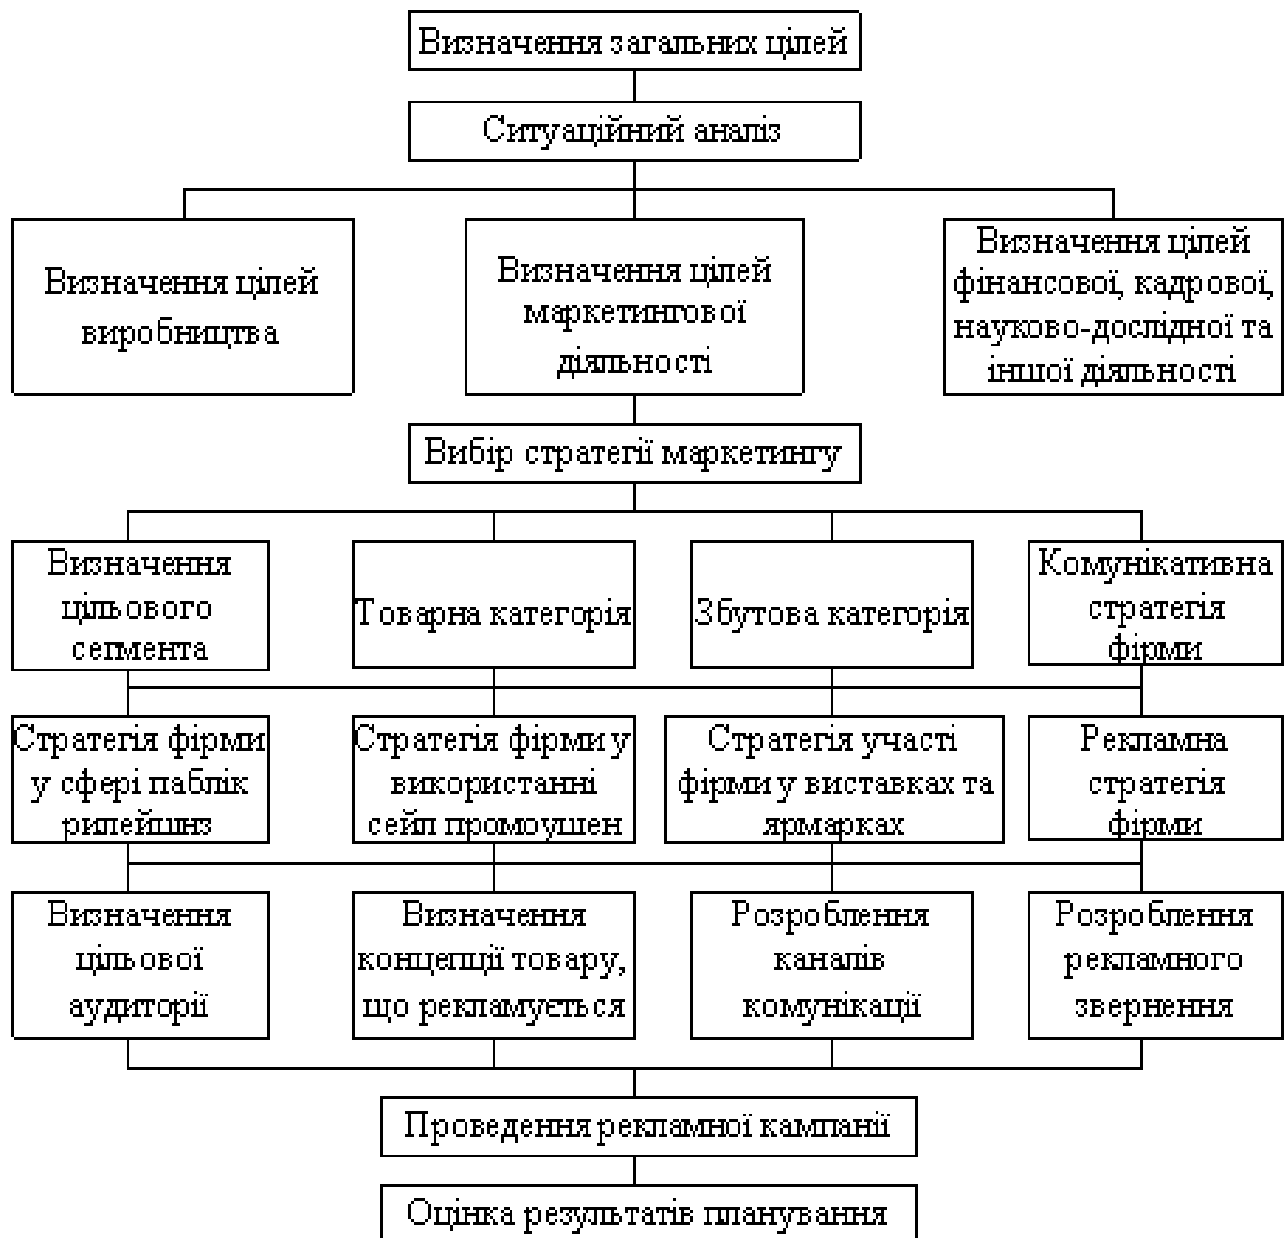 Визначення загальних цілей
Ситуаційний аналіз
Визначення цілей
виробництва
Визначення цілей
маркетингової
діяльності
Визначення цілей
фінансової, кадрової,
науково-дослідної та
іншої діяльності
Вибір стратегії маркетингу
Визначення
цільового
сегмента
Товарна категорія
Збутова категорія
Комунікативна
стратегія
фірми
Стратегія фірми
у сфері паблік
рилейшнз
Стратегія фірми у
використанні
сейл промоушен
Стратегія участі
фірми у виставках та
ярмарках
Рекламна
стратегія
фірми
Визначення
цільової
аудиторії
Визначення
концепції товару,
що рекламується
Розроблення
каналів
комунікації
Розроблення
рекламного
звернення
Проведення рекламної кампанії
Оцінка результатів планування